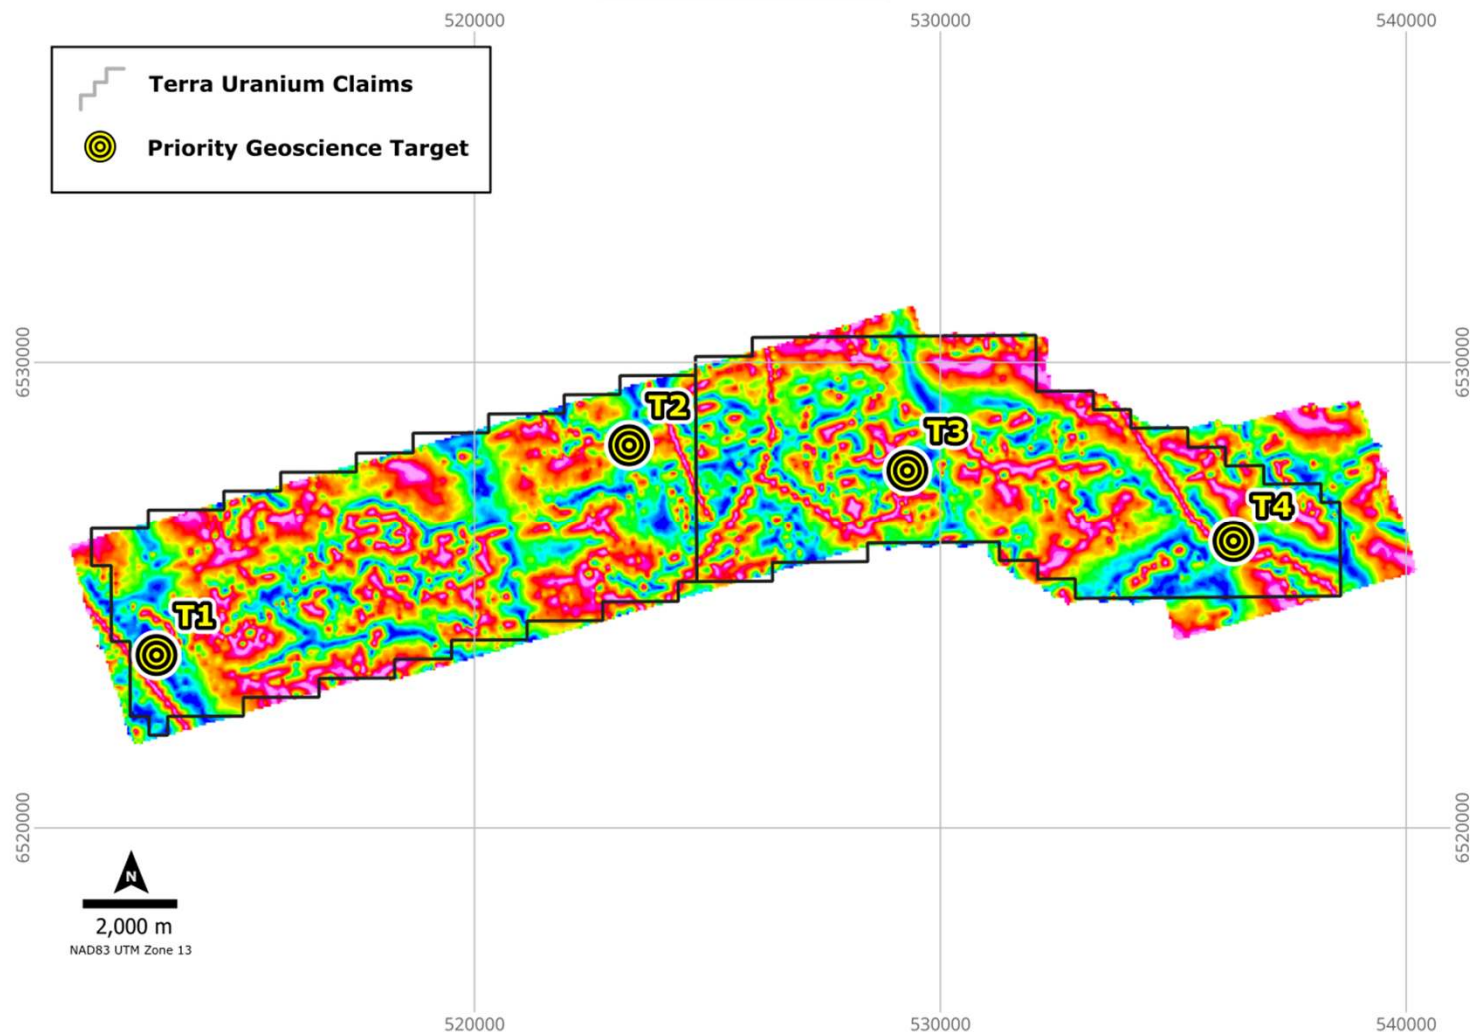 520000 530000 540000
Terra Uranium Claims
Priority Geoscience Target
6530000 6530000
T2
T3
T4
T1
6520000 6520000
N
2,000 m
NAD83 UTM Zone 13
520000 530000 540000